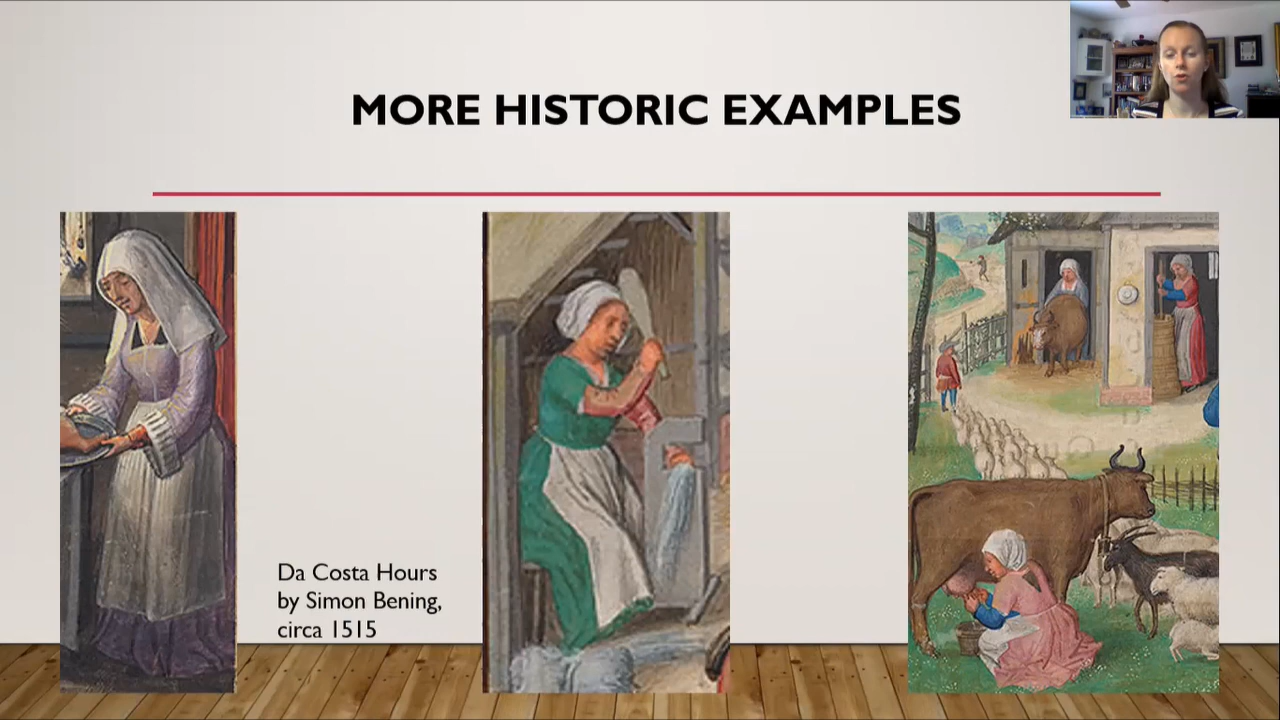 MORE HISTORIC EXAMPLES
Da Costa Hours
by Simon Bening,
circa 1515